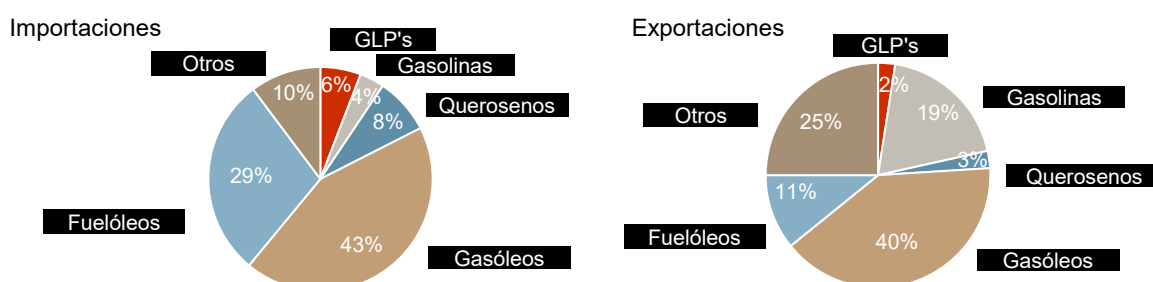 Importaciones
GLP's
Otros
Gasolinas
6%
10%
4%
Querosenos
8%
29%
Fuelóleos
43%
Gasóleos
Exportaciones
GLP's
2%
Gasolinas
Otros
19%
25%
3%
Querosenos
11%
Fuelóleos
40%
Gasóleos